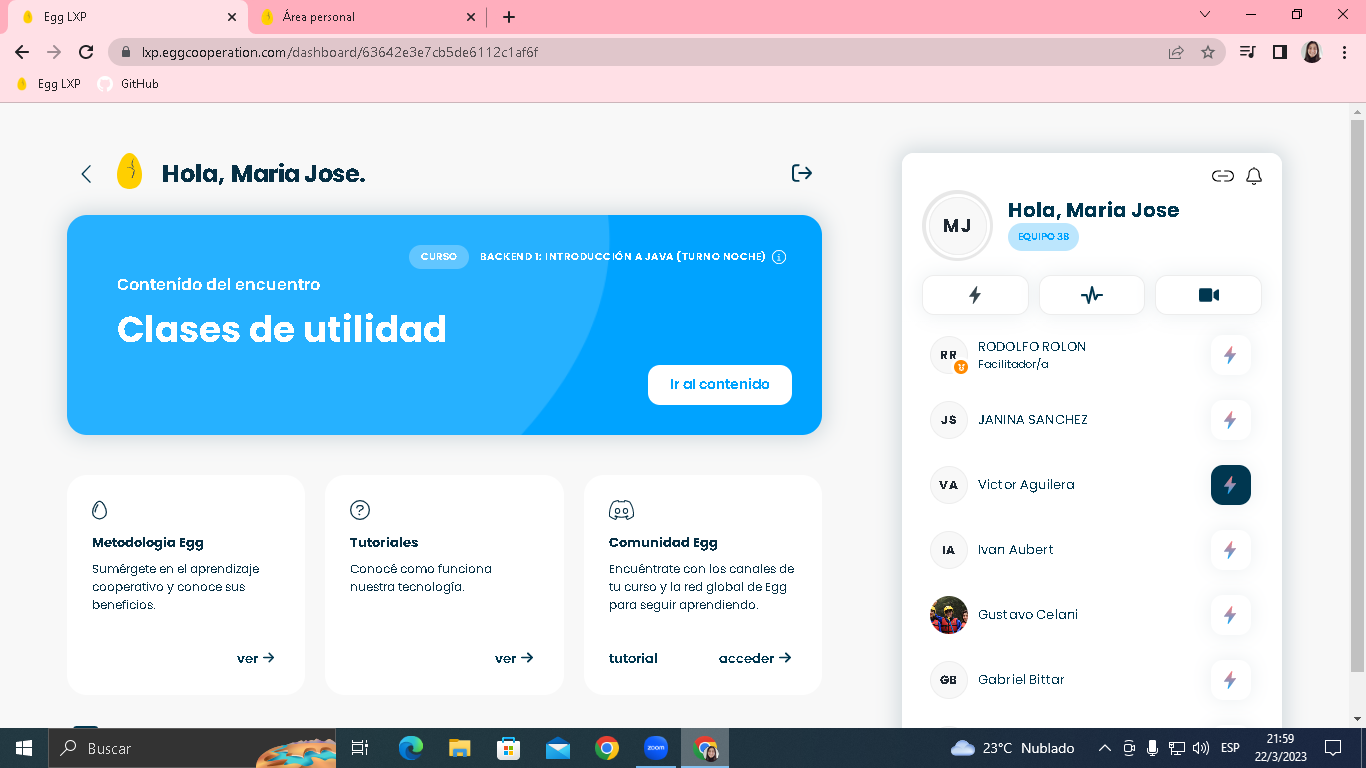 Egg LXP
Área personal
lxp.eggcooperation.com/dashboard/63642e3e7cb5de6112c1af6f
Egg LXP
GitHub
Hola, Maria Jose.
CURSO
BACKEND 1: INTRODUCCIÓN A JAVA (TURNO NOCHE)
Contenido del encuentro
Clases de utilidad
Ir al contenido
Metodología Egg
Sumérgete en el aprendizaje
cooperativo y conoce sus
beneficios.
ver
Tutoriales
Conocé como funciona
nuestra tecnología.
ver
Comunidad Egg
Encuéntrate con los canales de
tu curso y la red global de Egg
para seguir aprendiendo.
tutorial
acceder
MJ
Hola, Maria Jose
EQUIPO 3B
RR
RODOLFO ROLON
Facilitador/a
JS
JANINA SANCHEZ
VA
Victor Aguilera
IA
Ivan Aubert
Gustavo Celani
GB
Gabriel Bittar
Buscar
zoom
23°C Nublado
ESP
21:59
22/3/2023